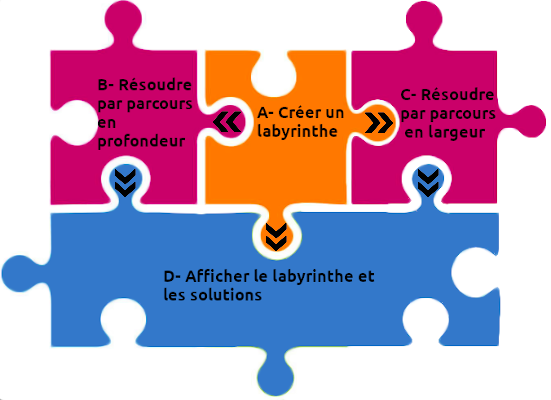 B- Résoudre
par parcours
en
profondeur
A- Créer un
labyrinthe
C- Résoudre
par parcours
en largeur
D- Afficher le labyrinthe et
les solutions